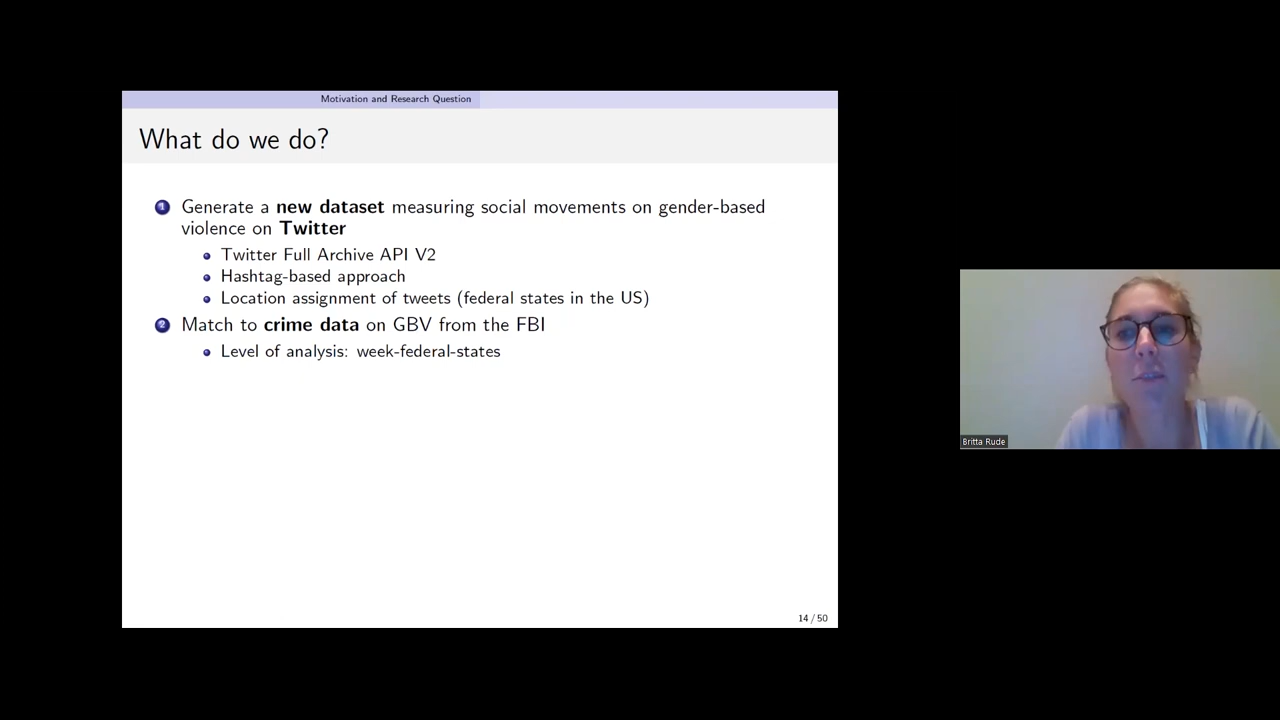 Motivation and Research Question
What do we do?
1 Generate a new dataset measuring social movements on gender-based
violence on Twitter
Twitter Full Archive API V2
Hashtag-based approach
Location assignment of tweets (federal states in the US)
2 Match to crime data on GBV from the FBI
Level of analysis: week-federal-states
14 / 50
Britta Rude